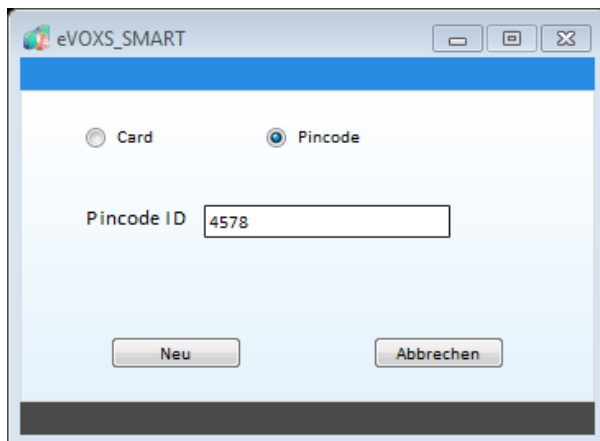 eVOXS_SMART
Card Pincode
Pincode ID 4578
Neu Abbrechen